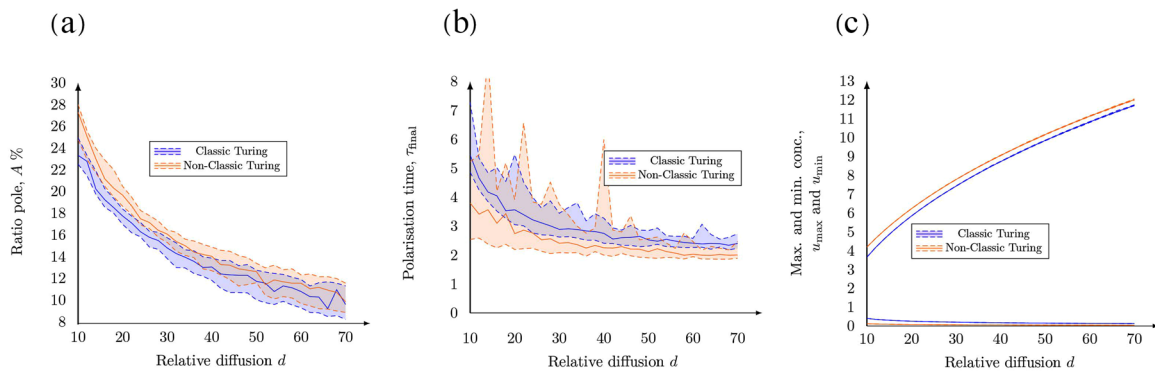 (a)
Ratio pole, A %
30
28
26
24
22
20
18
16
14
12
10
8
10 20 30 40 50 60 70
Relative diffusion d
Classic Turing
Non-Classic Turing
(b)
Polarisation time, τfinal
8
7
6
5
4
3
2
1
0
10 20 30 40 50 60 70
Relative diffusion d
Classic Turing
Non-Classic Turing
(c)
Max. and min. conc.,
umax and umin
13
12
11
10
9
8
7
6
5
4
3
2
1
0
10 20 30 40 50 60 70
Relative diffusion d
Classic Turing
Non-Classic Turing